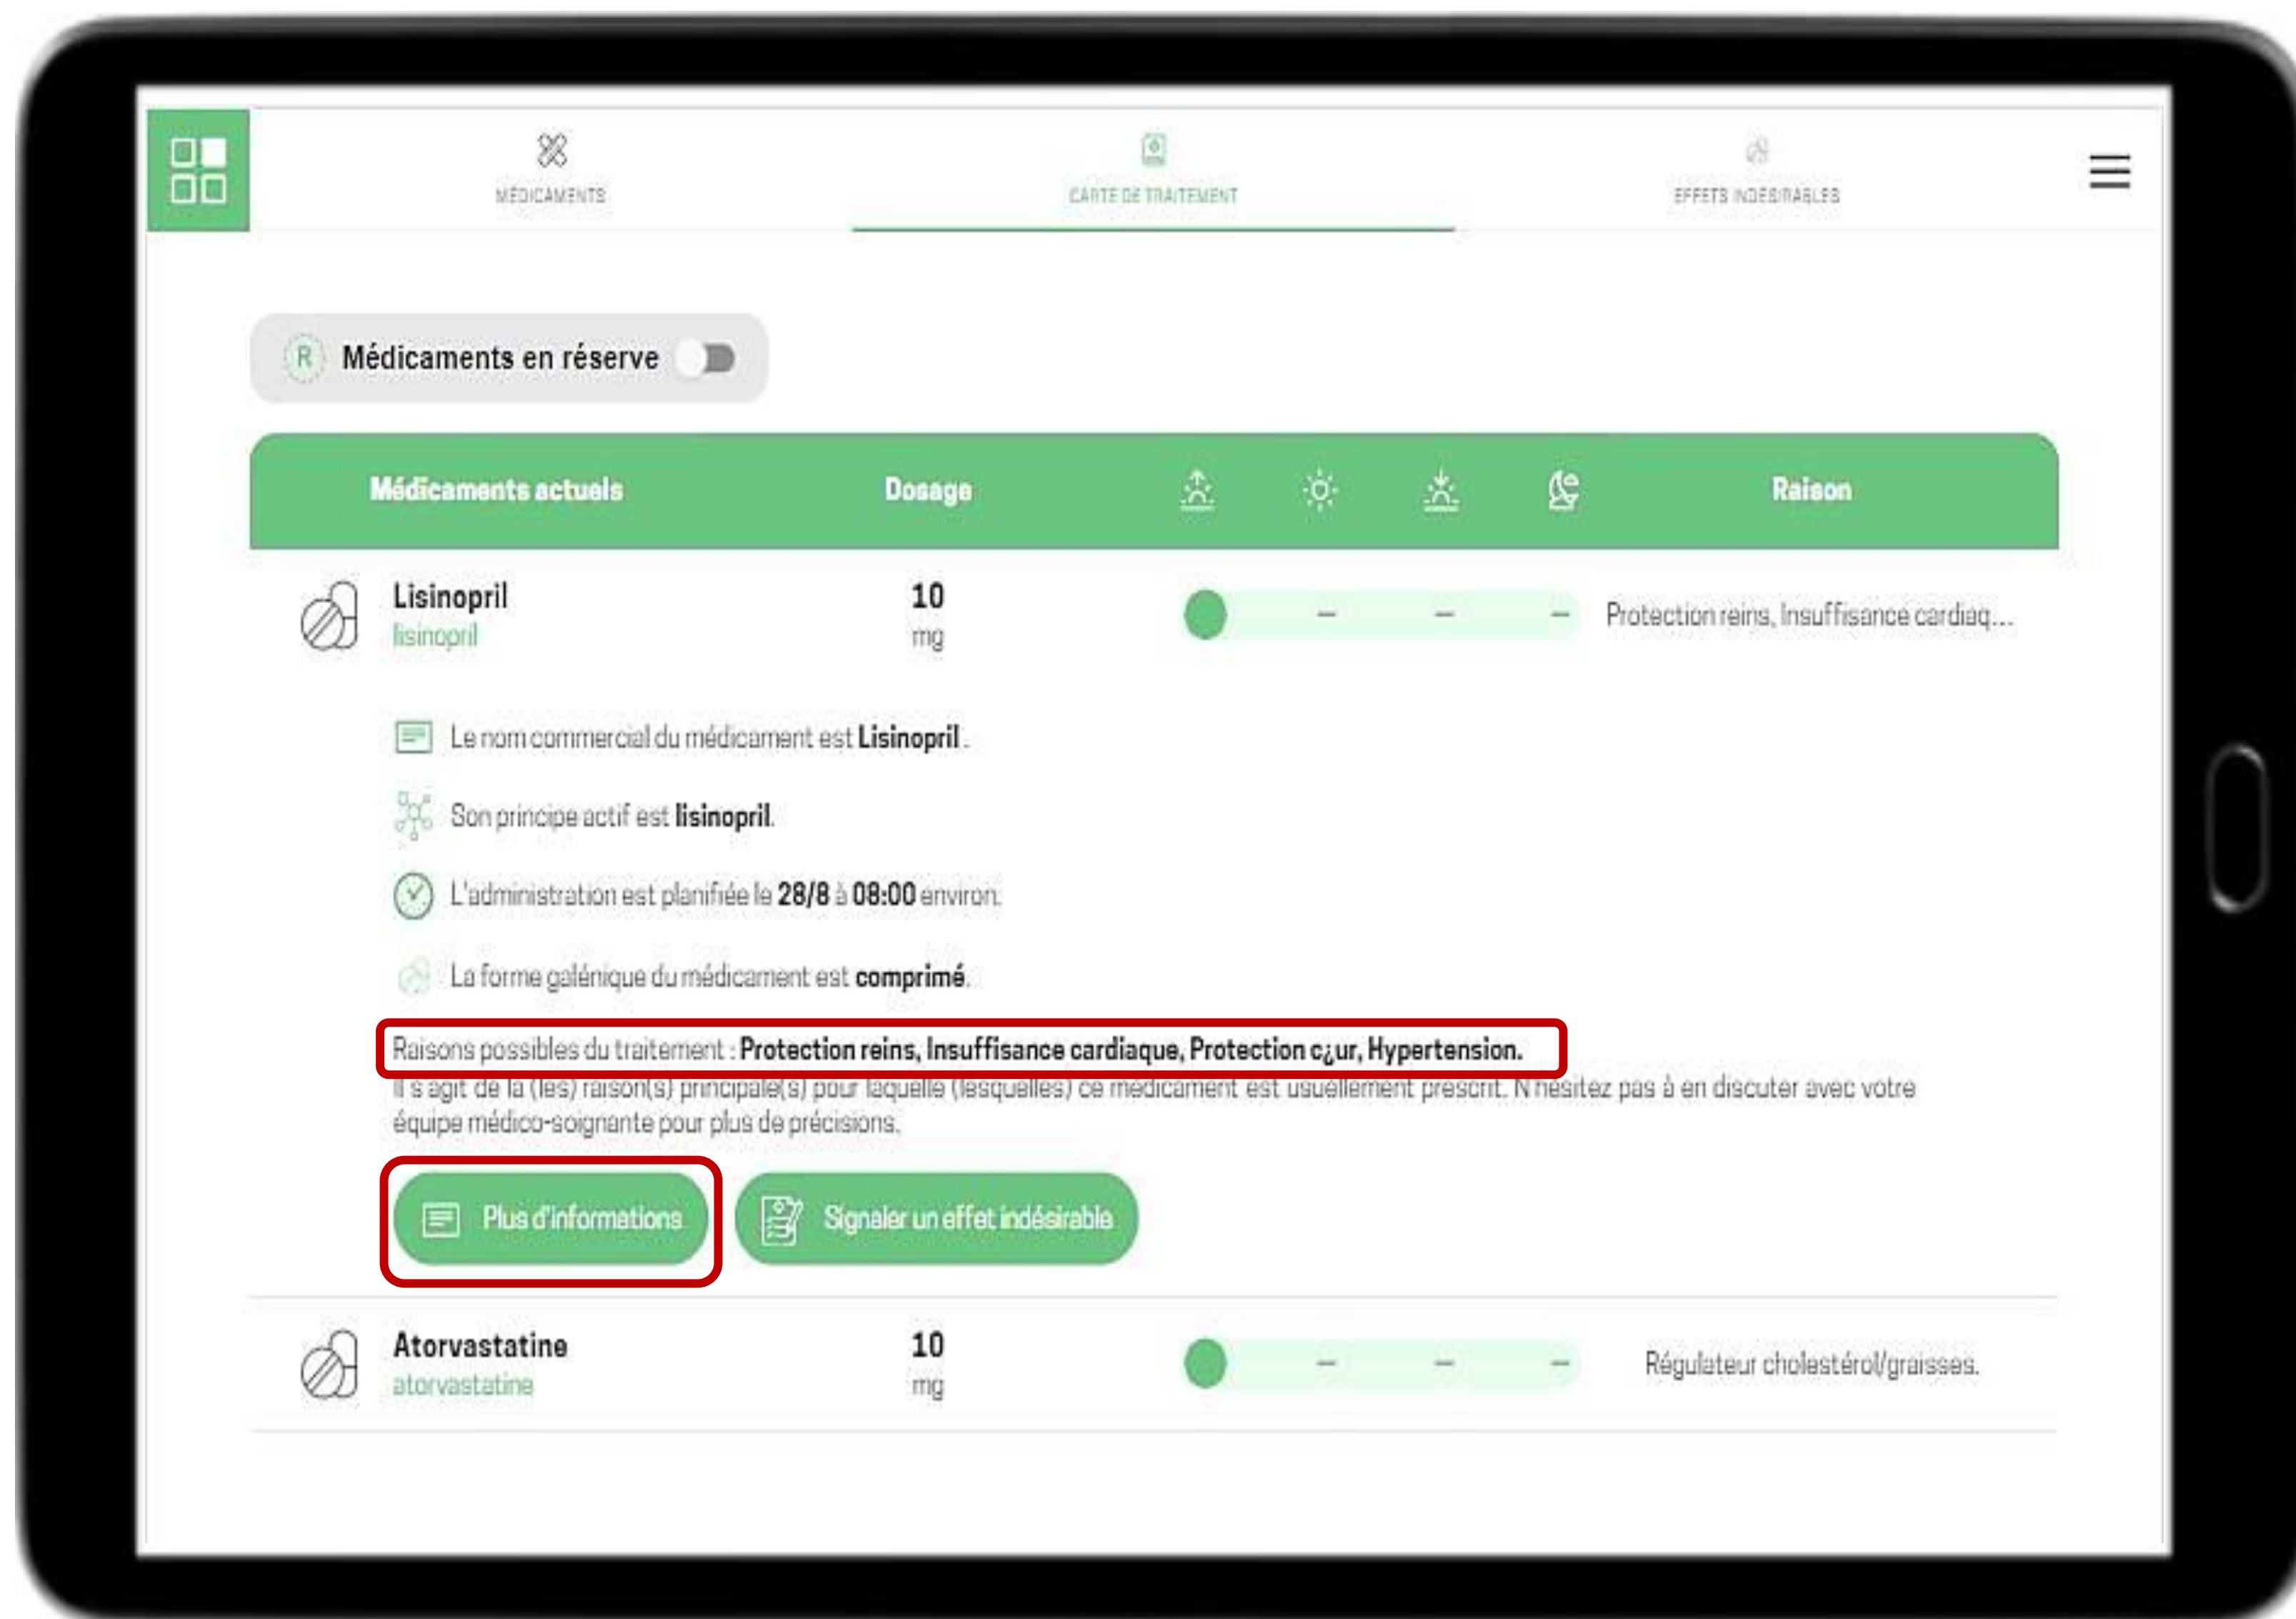 MÉDICAMENTS
CARTE DE TRAITEMENT
EFFETS INDÉSIRABLES
R Médicaments en réserve
Médicaments actuels Dosage Raison
Lisinopril 10 Protection reins, Insuffisance cardiaq...
lisinopril mg
Le nom commercial du médicament est Lisinopril .
Son principe actif est lisinopril.
L'administration est planifiée le 28/8 à 08:00 environ.
La forme galénique du médicament est comprimé.
Raisons possibles du traitement : Protection reins, Insuffisance cardiaque, Protection c¿ur, Hypertension.
Il s'agit de la (les) raison(s) principale(s) pour laquelle (lesquelles) ce médicament est usuellement prescrit. N'hésitez pas à en discuter avec votre
équipe médico-soignante pour plus de précisions.
Plus d'informations Signaler un effet indésirable
Atorvastatine 10 Régulateur cholestérol/graisses.
atorvastatine mg